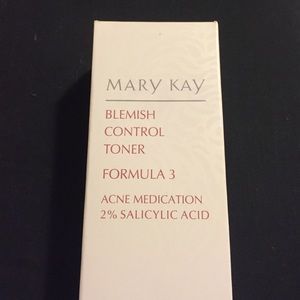 MARY KAY
BLEMISH
CONTROL
TONER
FORMULA 3
ACNE MEDICATION
2% SALICYLIC ACID